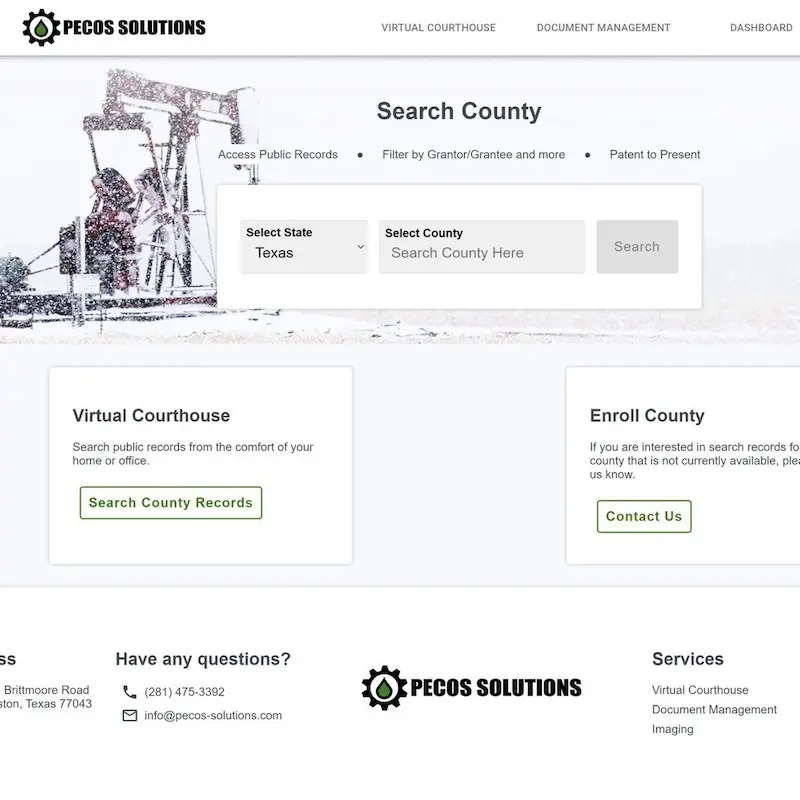 PECOS SOLUTIONS
VIRTUAL COURTHOUSE
DOCUMENT MANAGEMENT
DASHBOARD
Search County
Access Public Records • Filter by Grantor/Grantee and more • Patent to Present
Select State
Texas
Select County
Search County Here
Search
Virtual Courthouse
Search public records from the comfort of your
home or office.
Search County Records
Enroll County
If you are interested in search records fo
county that is not currently available, plea
us know.
Contact Us
ss
Brittmoore Road
ston, Texas 77043
Have any questions?
(281) 475-3392
info@pecos-solutions.com
PECOS SOLUTIONS
Services
Virtual Courthouse
Document Management
Imaging